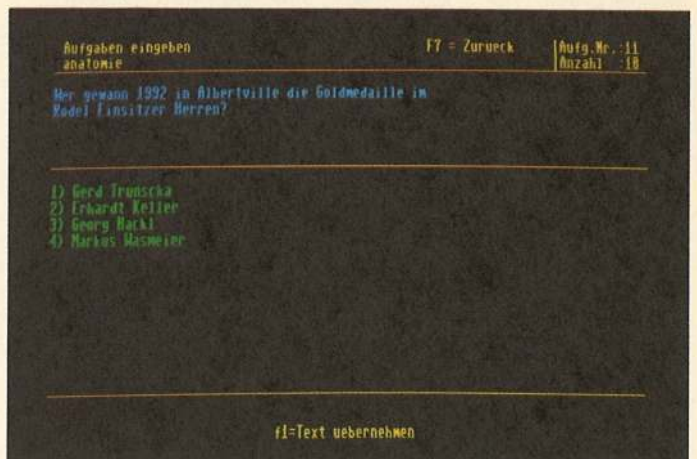 Aufgaben eingeben F7 = Zurueck Aufg.Nr.:11
anatomie Anzahl :10
Wer gewann 1992 in Albertville die Goldmedaille im
Rodel Einsitzer Herren?
1) Gerd Trunscka
2) Erhardt Keller
3) Georg Hackl
4) Markus Wasmeier
f1=Text uebernehmen